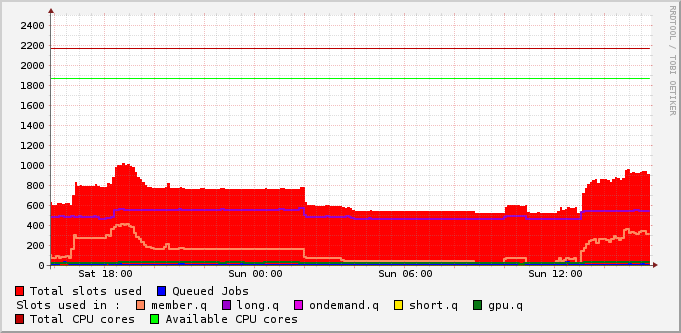 2400
2200
2000
1800
1600
1400
1200
1000
800
600
400
200
0
Sat 18:00 Sun 00:00 Sun 06:00 Sun 12:00
Total slots used Queued Jobs
Slots used in : member.q long.q ondemand.q short.q gpu.q
Total CPU cores Available CPU cores
RRDTOOL / TOBI OETIKER